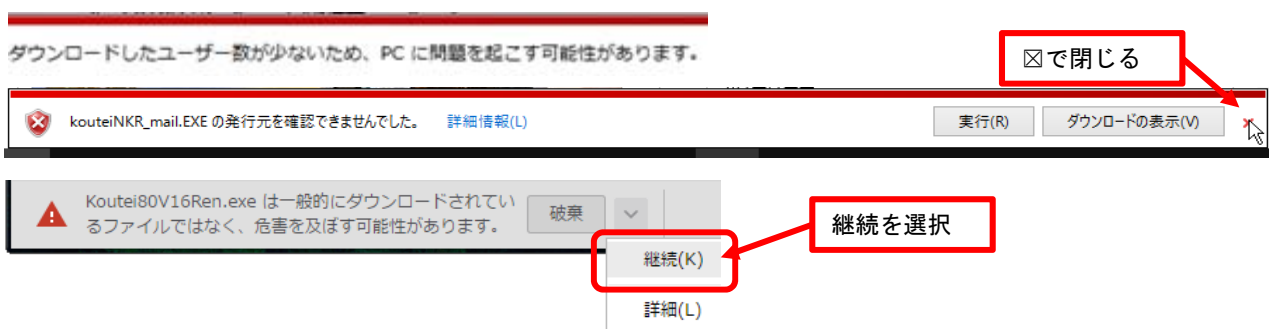 ダウンロードしたユーザー数が少ないため、PC に問題を起こす可能性があります。
☒で閉じる
kouteiNKR_mail.EXE の発行元を確認できませんでした。 詳細情報(L) 実行(R) ダウンロードの表示(V) ×
Koutei80V16Ren.exe は一般的にダウンロードされてい
るファイルではなく、危害を及ぼす可能性があります。
破棄
継続を選択
継続(K)
詳細(L)